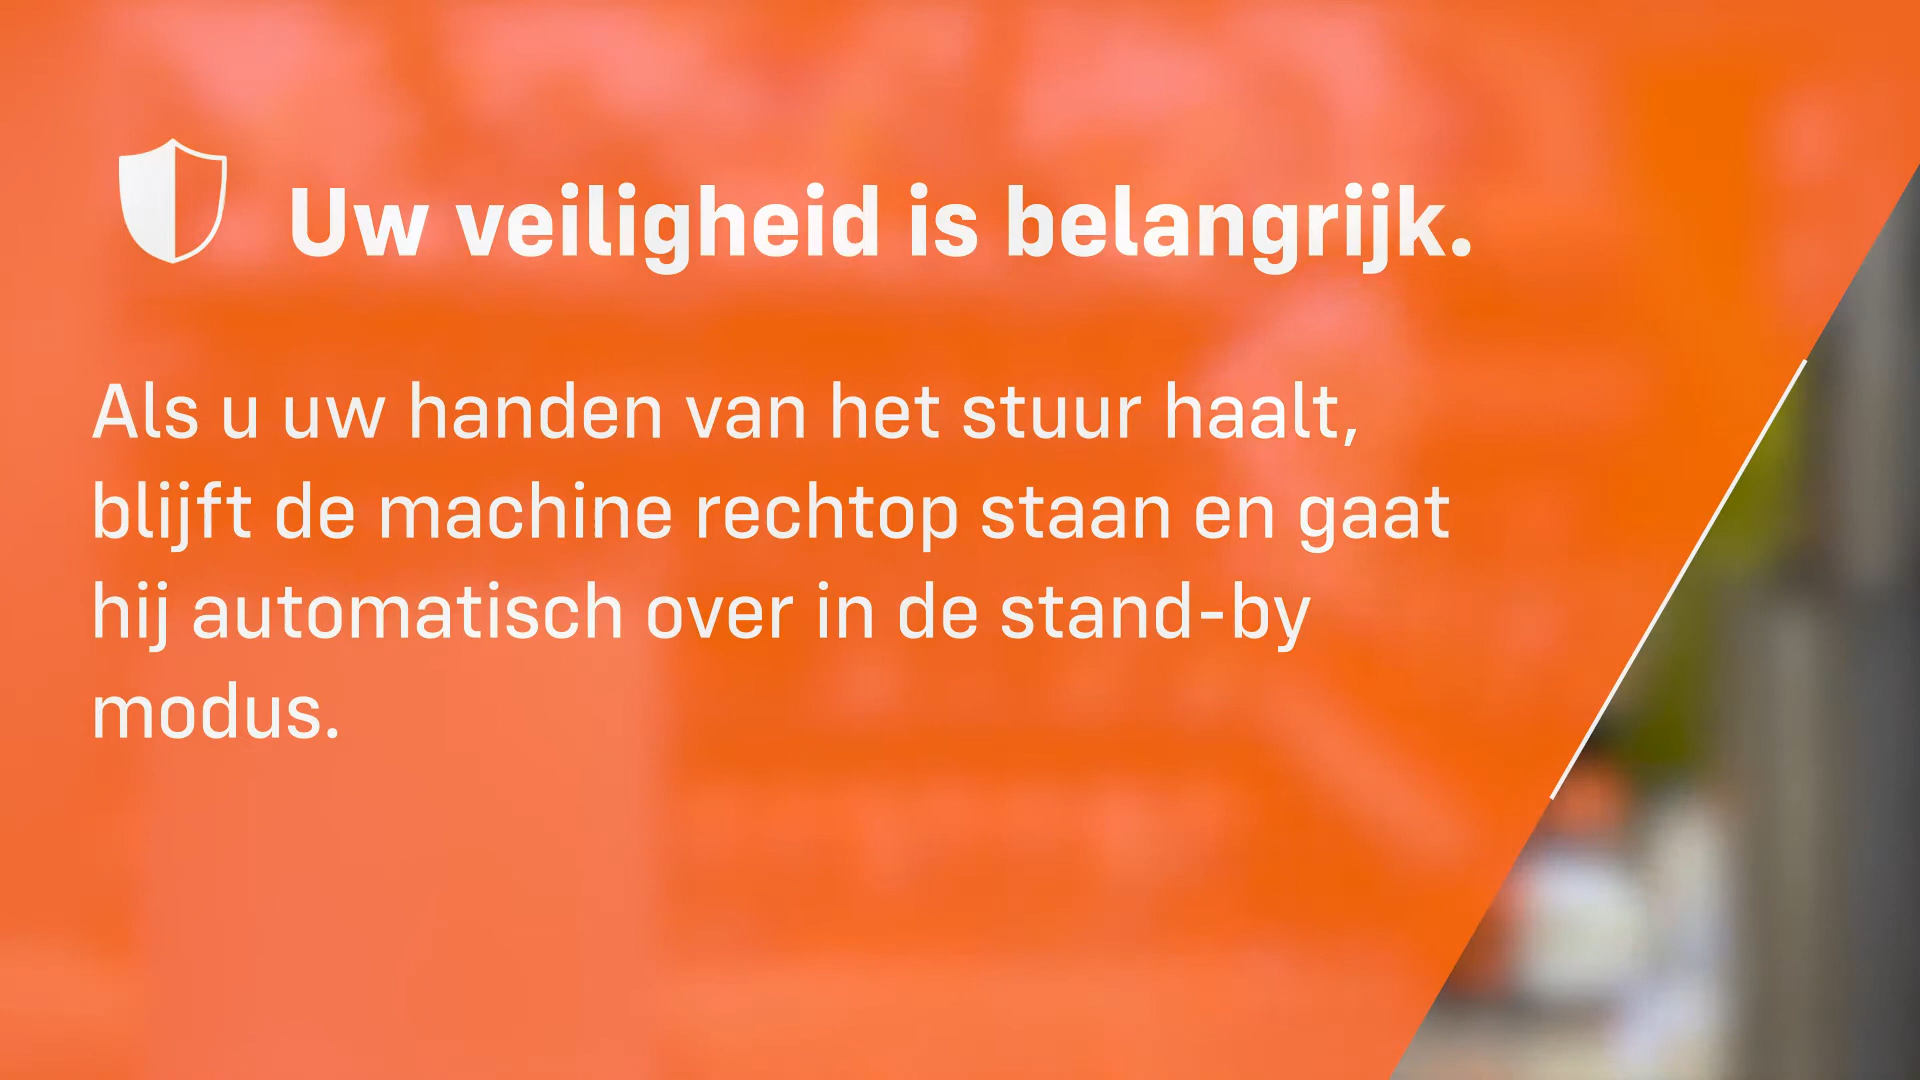 Uw veiligheid is belangrijk.
Als u uw handen van het stuur haalt,
blijft de machine rechtop staan en gaat
hij automatisch over in de stand-by
modus.